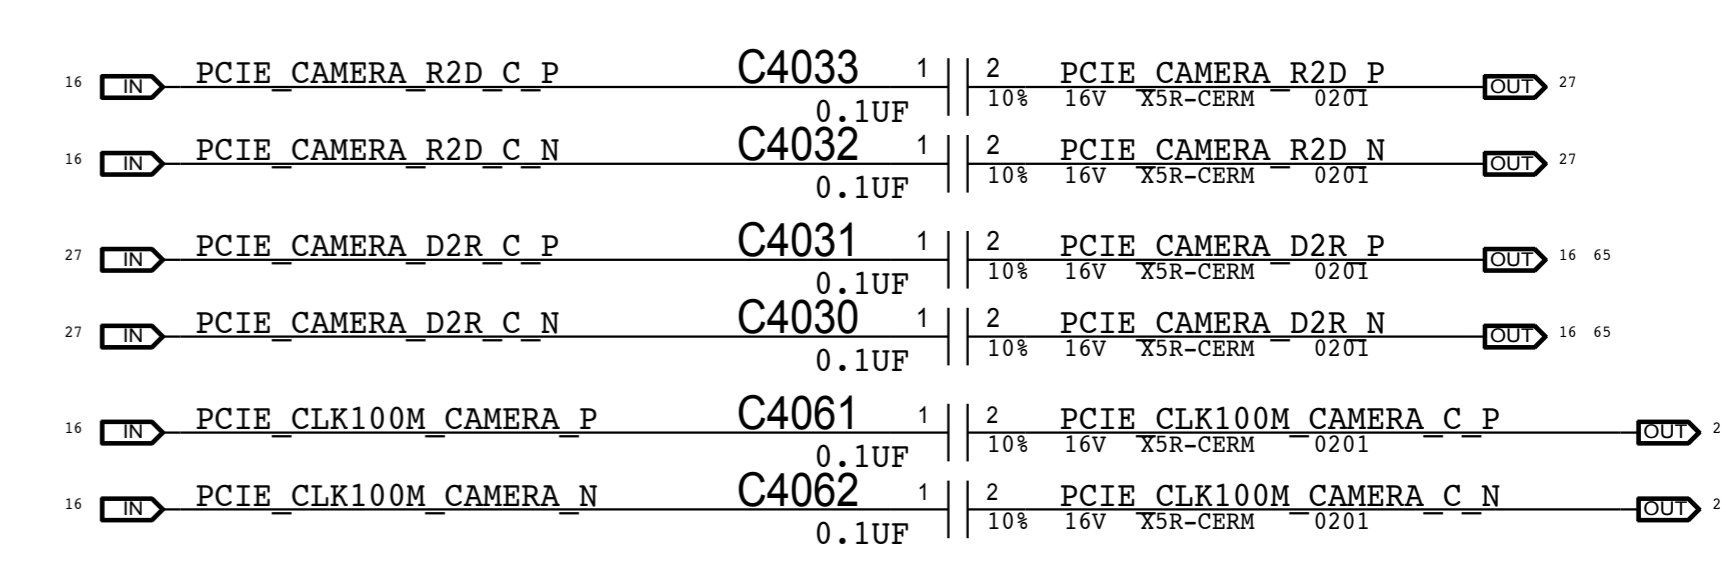 16 IN PCIE_CAMERA_R2D_C_P C4033 1 2 PCIE_CAMERA_R2D_P OUT 27
0.1UF 10% 16V X5R-CERM 0201
16 IN PCIE_CAMERA_R2D_C_N C4032 1 2 PCIE_CAMERA_R2D_N OUT 27
0.1UF 10% 16V X5R-CERM 0201
27 IN PCIE_CAMERA_D2R_C_P C4031 1 2 PCIE_CAMERA_D2R_P OUT 16 65
0.1UF 10% 16V X5R-CERM 0201
27 IN PCIE_CAMERA_D2R_C_N C4030 1 2 PCIE_CAMERA_D2R_N OUT 16 65
0.1UF 10% 16V X5R-CERM 0201
16 IN PCIE_CLK100M_CAMERA_P C4061 1 2 PCIE_CLK100M_CAMERA_C_P OUT 2
0.1UF 10% 16V X5R-CERM 0201
16 IN PCIE_CLK100M_CAMERA_N C4062 1 2 PCIE_CLK100M_CAMERA_C_N OUT 2
0.1UF 10% 16V X5R-CERM 0201